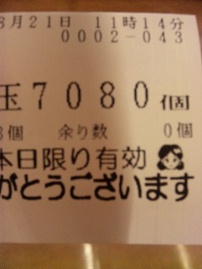 8月21日 11時14分
0002-043
玉7080個
個 余り数 0個
本日限り有効
がとうございます